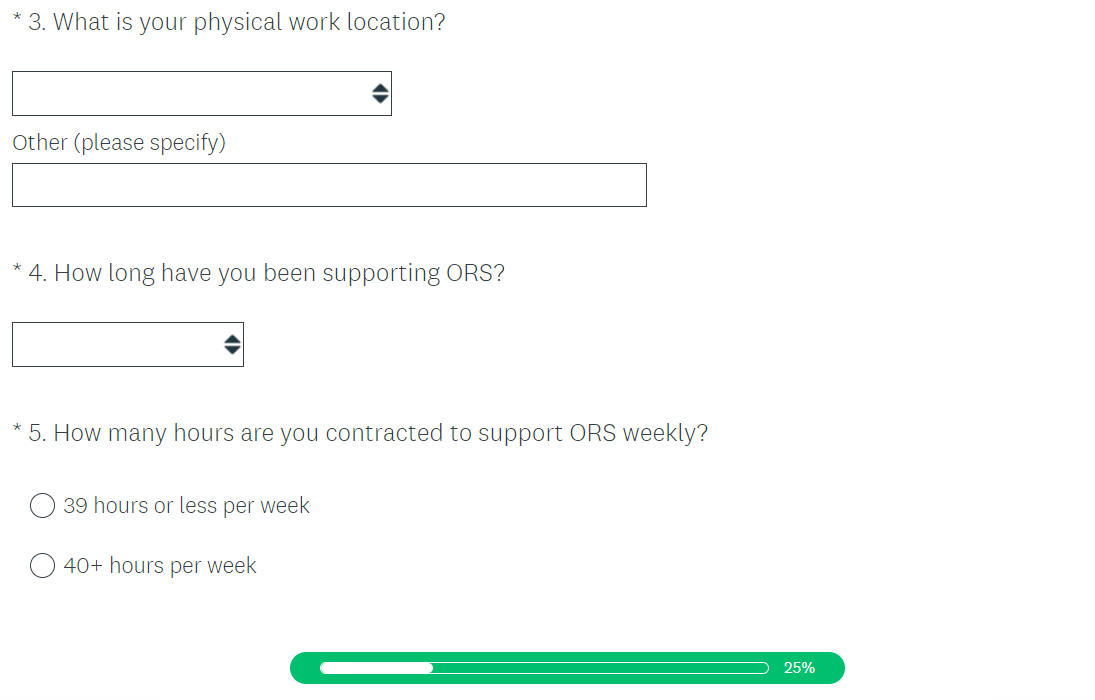 * 3. What is your physical work location?
Other (please specify)
* 4. How long have you been supporting ORS?
* 5. How many hours are you contracted to support ORS weekly?
39 hours or less per week
40+ hours per week
25%